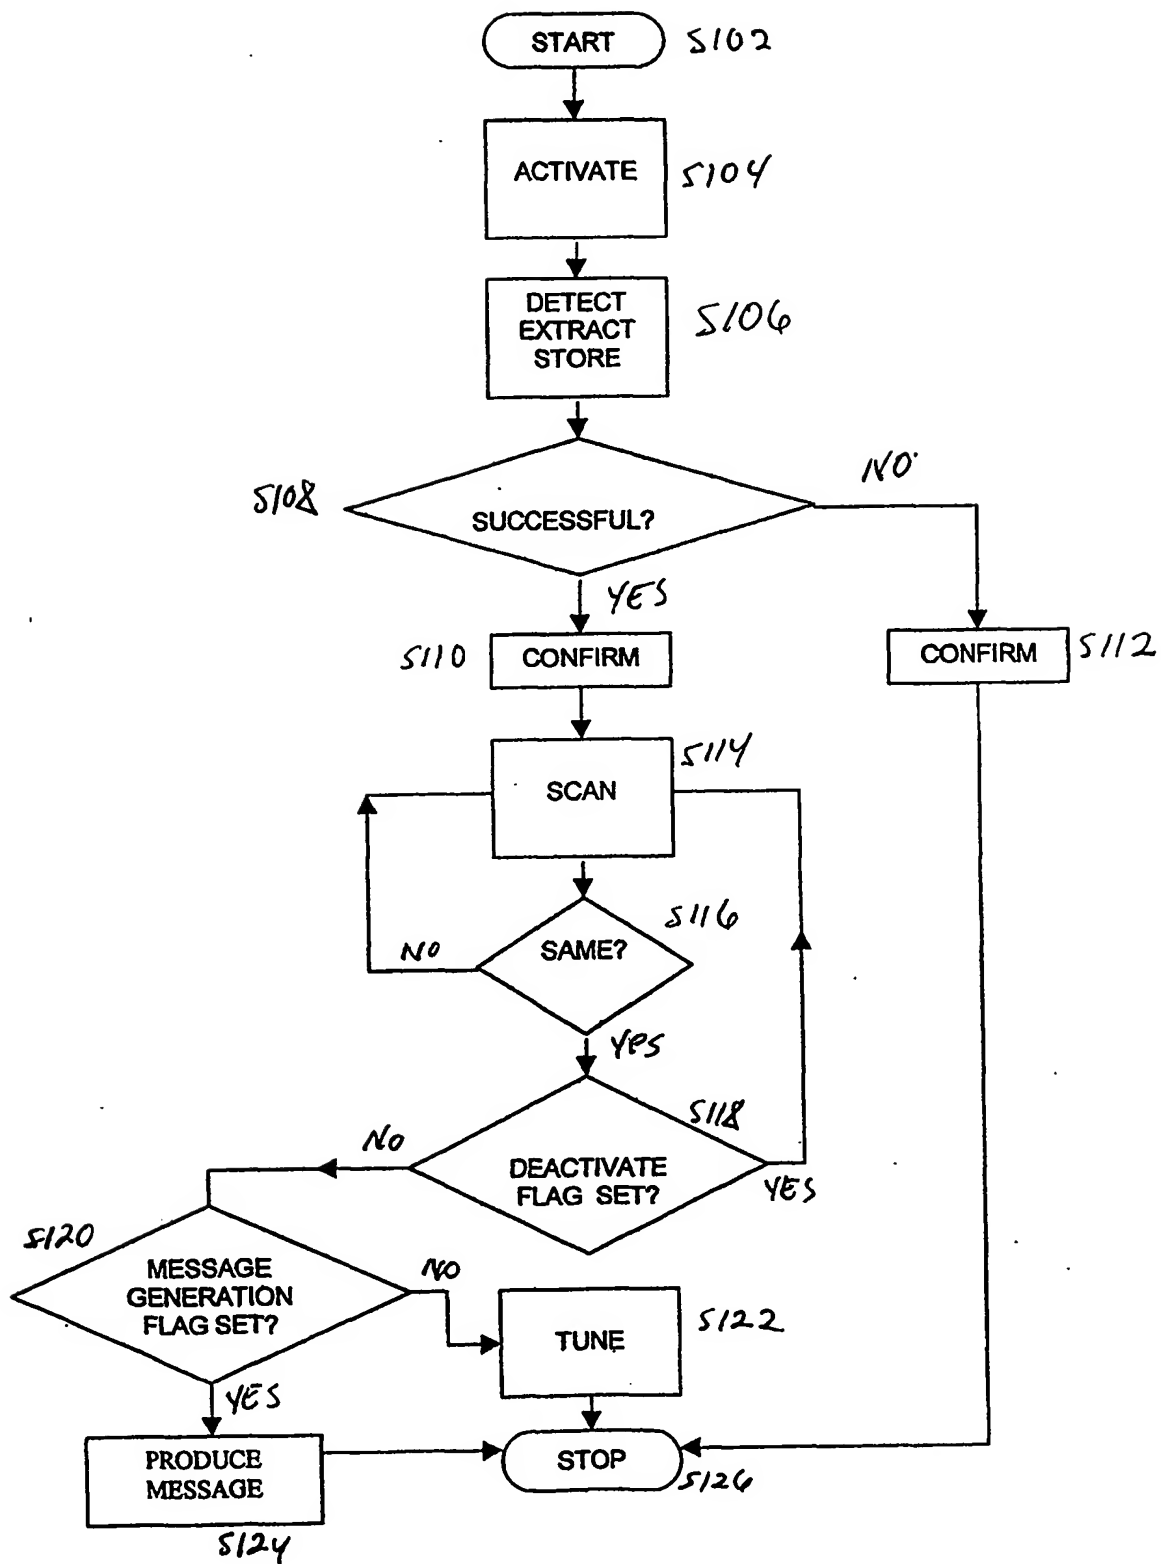 START S102
ACTIVATE S104
DETECT
EXTRACT
STORE
S106
S108
SUCCESSFUL?
NO
YES
S110 CONFIRM
CONFIRM S112
S114
SCAN
S116
SAME?
NO
Yes
S118
NO
DEACTIVATE
FLAG SET?
YES
S120
MESSAGE
GENERATION
FLAG SET?
NO
TUNE S122
YES
PRODUCE
MESSAGE
S124
STOP
S126